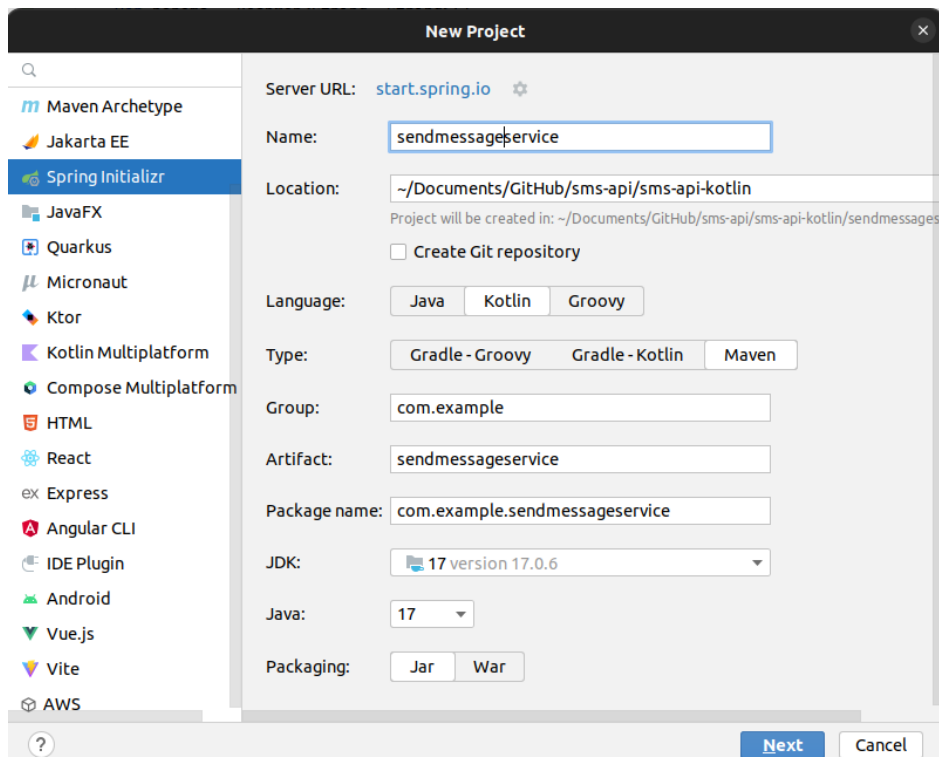 New Project
Maven Archetype
Jakarta EE
Spring Initializr
JavaFX
Quarkus
Micronaut
Ktor
Kotlin Multiplatform
Compose Multiplatform
HTML
React
Express
Angular CLI
IDE Plugin
Android
Vue.js
Vite
AWS
Server URL: start.spring.io
Name: sendmessageservice
Location: ~/Documents/GitHub/sms-api/sms-api-kotlin
Project will be created in: ~/Documents/GitHub/sms-api/sms-api-kotlin/sendmessages
Create Git repository
Language: Java Kotlin Groovy
Type: Gradle - Groovy Gradle - Kotlin Maven
Group: com.example
Artifact: sendmessageservice
Package name: com.example.sendmessageservice
JDK: 17 version 17.0.6
Java: 17
Packaging: Jar War
? Next Cancel